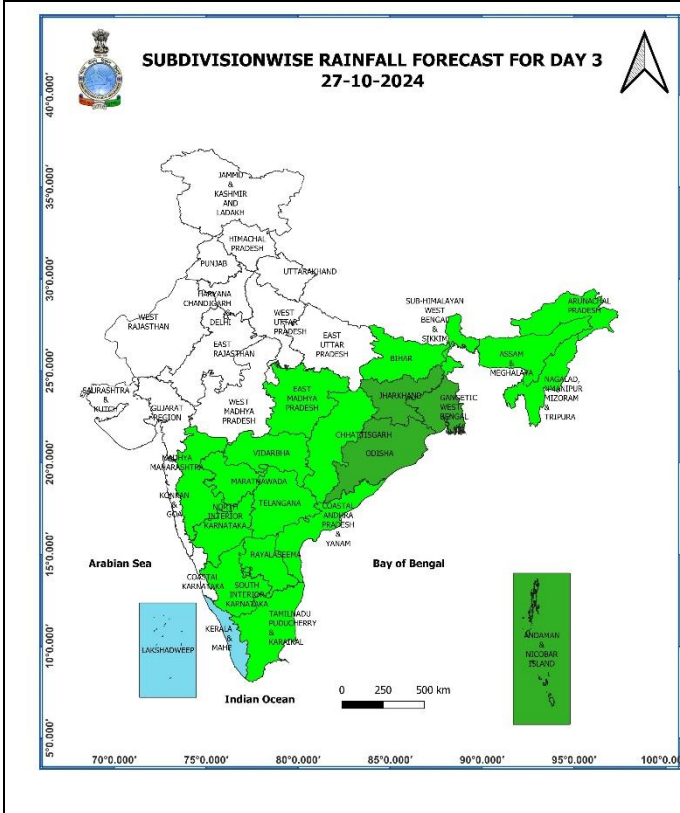 SUBDIVISIONWISE RAINFALL FORECAST FOR DAY 3
27-10-2024
40°0.000'
35°0.000'
30°0.000'
25°0.000'
20°0.000'
15°0.000'
10°0.000'
5°0.000'
JAMMU
&
KASHMIR
AND
LADAKH
HIMACHAL
PRADESH
PUNJAB
UTTARAKHAND
HARYANA
CHANDIGARH
&
DELHI
WEST
RAJASTHAN
WEST
UTTAR
PRADESH
EAST
RAJASTHAN
EAST
UTTAR
PRADESH
SUB-HIMALAYAN
WEST
BENGAL
&
SIKKIM
ARUNACHAL
PRADESH
ASSAM
&
MEGHALAYA
NAGALAD,
MANIPUR
MIZORAM
&
TRIPURA
BIHAR
JHARKHAND
GANGETIC
WEST
BENGAL
SAURASHTRA
&
KUTCH
GUJARAT
REGION
WEST
MADHYA
PRADESH
EAST
MADHYA
PRADESH
CHHATTISGARH
ODISHA
VIDARBHA
MADHYA
MAHARASHTRA
MARATHAWADA
KONKAN
&
GOA
NORTH
INTERIOR
KARNATAKA
TELANGANA
COASTAL
ANDHRA
PRADESH
&
YANAM
RAYALASEEMA
Arabian Sea
Bay of Bengal
COASTAL
KARNATAKA
SOUTH
INTERIOR
KARNATAKA
TAMILNADU
PUDUCHERRY
&
KARAIKAL
KERALA
&
MAHE
LAKSHADWEEP
ANDAMAN
&
NICOBAR
ISLAND
Indian Ocean
0 250 500 km
70°0.000' 75°0.000' 80°0.000' 85°0.000' 90°0.000' 95°0.000' 100°0.000'